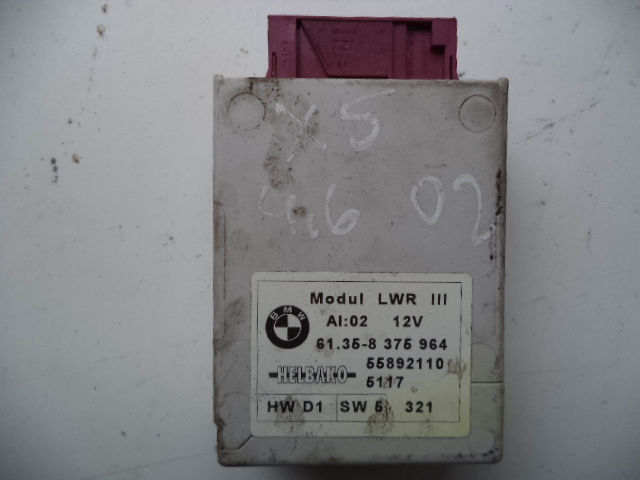 X5
4,6 02
BMW
Modul LWR III
AI:02 12V
61.35-8 375 964
55892110
HELBAKO
5117
HW D1 SW 5 321